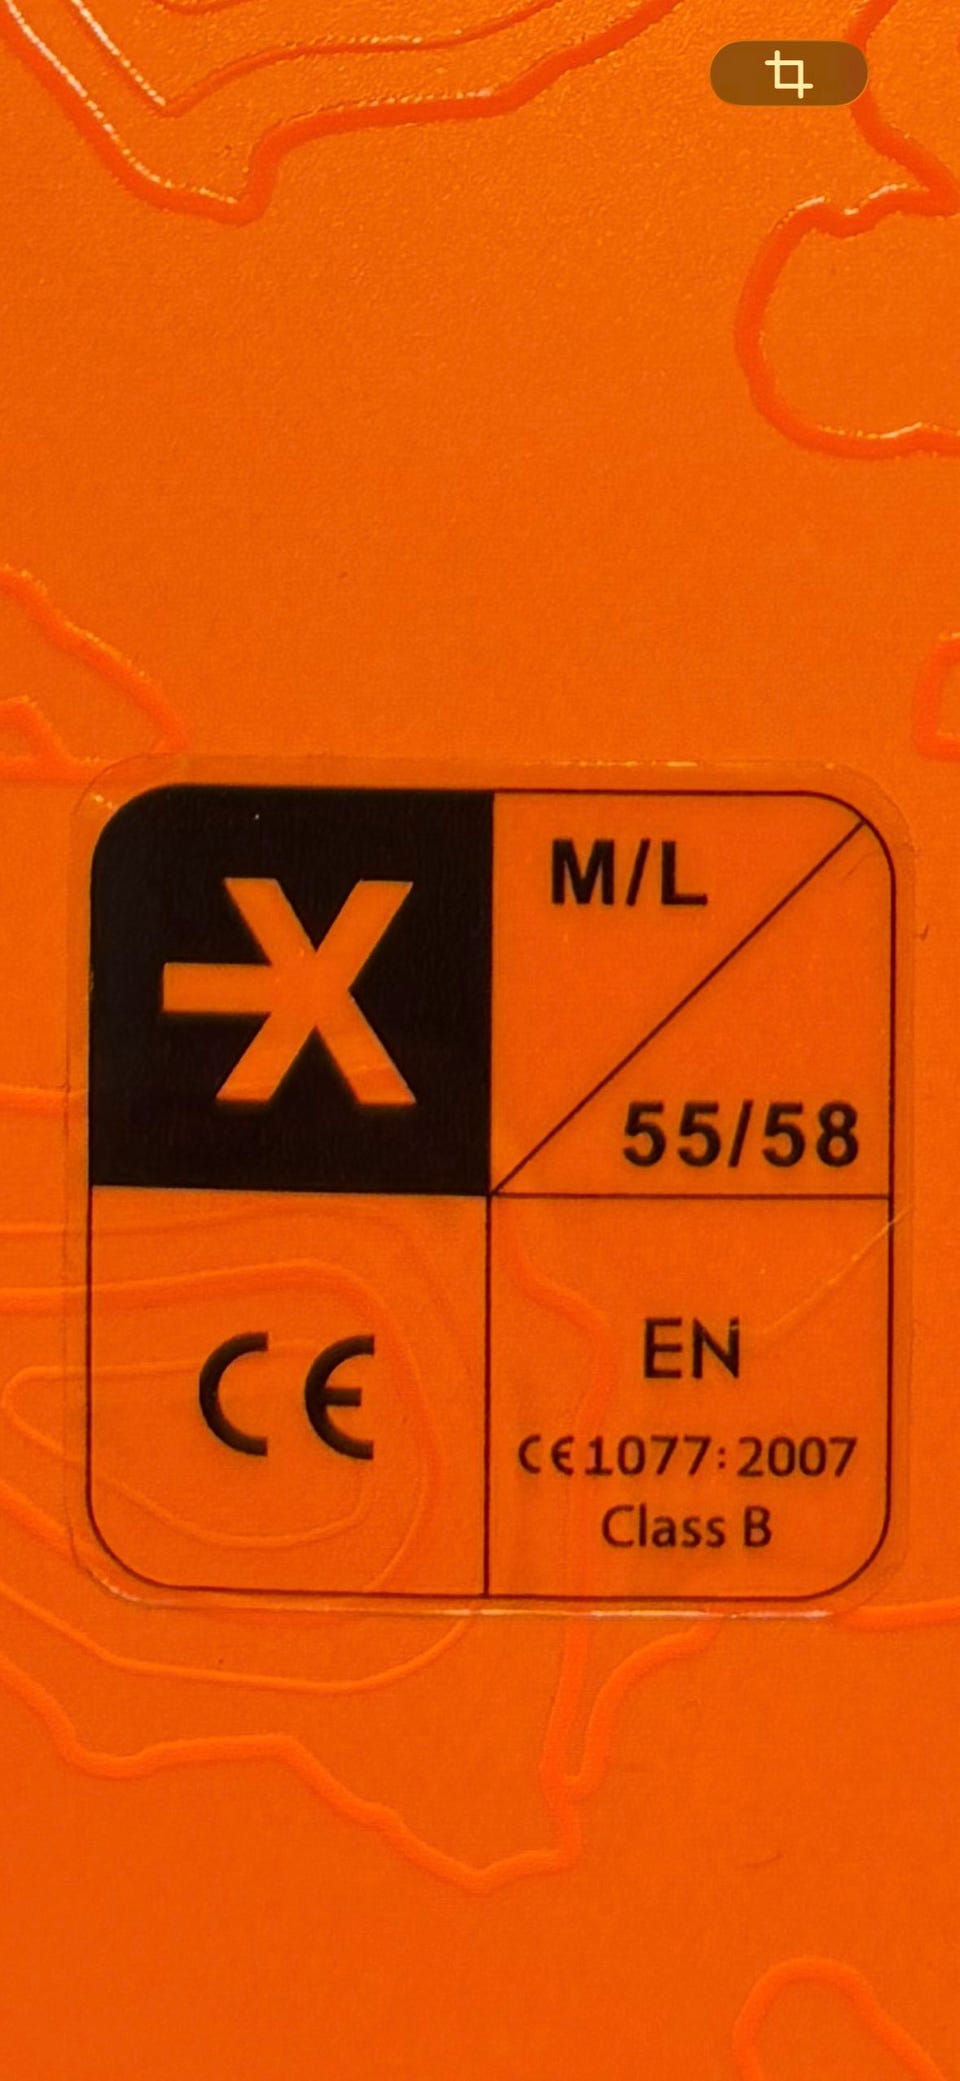 M/L
55/58
CE
EN
CE 1077:2007
Class B